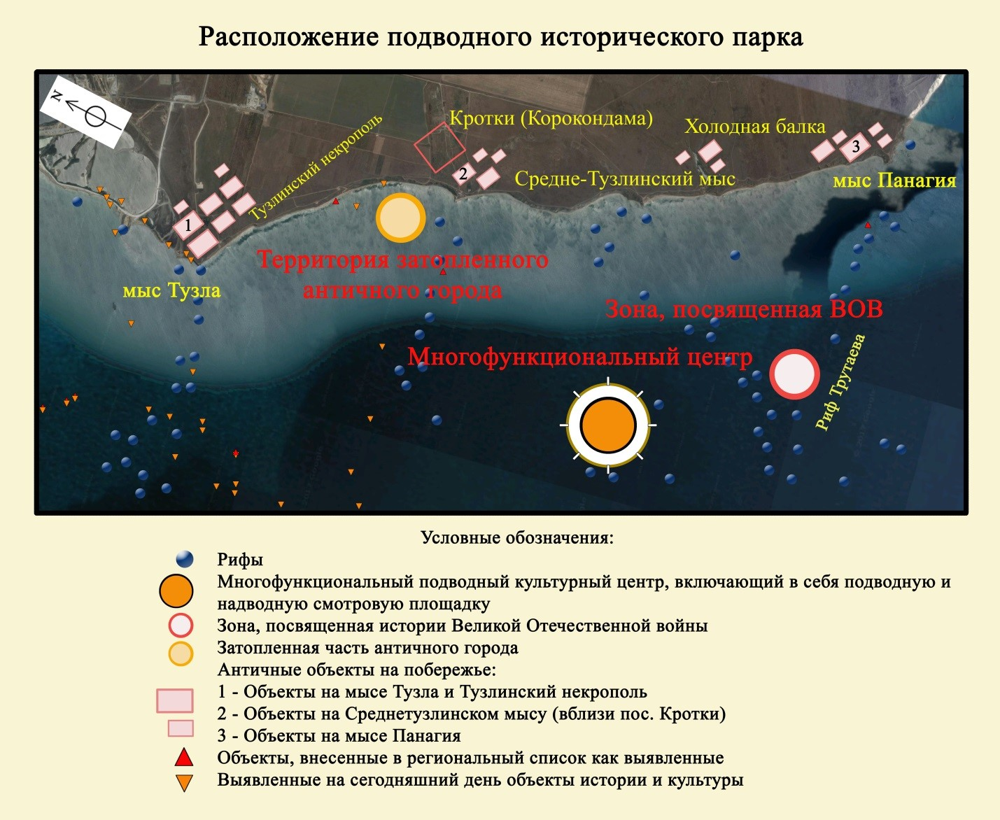 Расположение подводного исторического парка
N
Кротки (Корокондама)
Холодная балка
Тузлинский некрополь
3
2
Средне-Тузлинский мыс
мыс Панагия
1
Территория затопленного
античного города
мыс Тузла
Зона, посвященная ВОВ
Многофункциональный центр
Риф Трутаева
Условные обозначения:
Рифы
Многофункциональный подводный культурный центр, включающий в себя подводную и
надводную смотровую площадку
Зона, посвященная истории Великой Отечественной войны
Затопленная часть античного города
Античные объекты на побережье:
1 - Объекты на мысе Тузла и Тузлинский некрополь
2 - Объекты на Среднетузлинском мысу (вблизи пос. Кротки)
3 - Объекты на мысе Панагия
Объекты, внесенные в региональный список как выявленные
Выявленные на сегодняшний день объекты истории и культуры